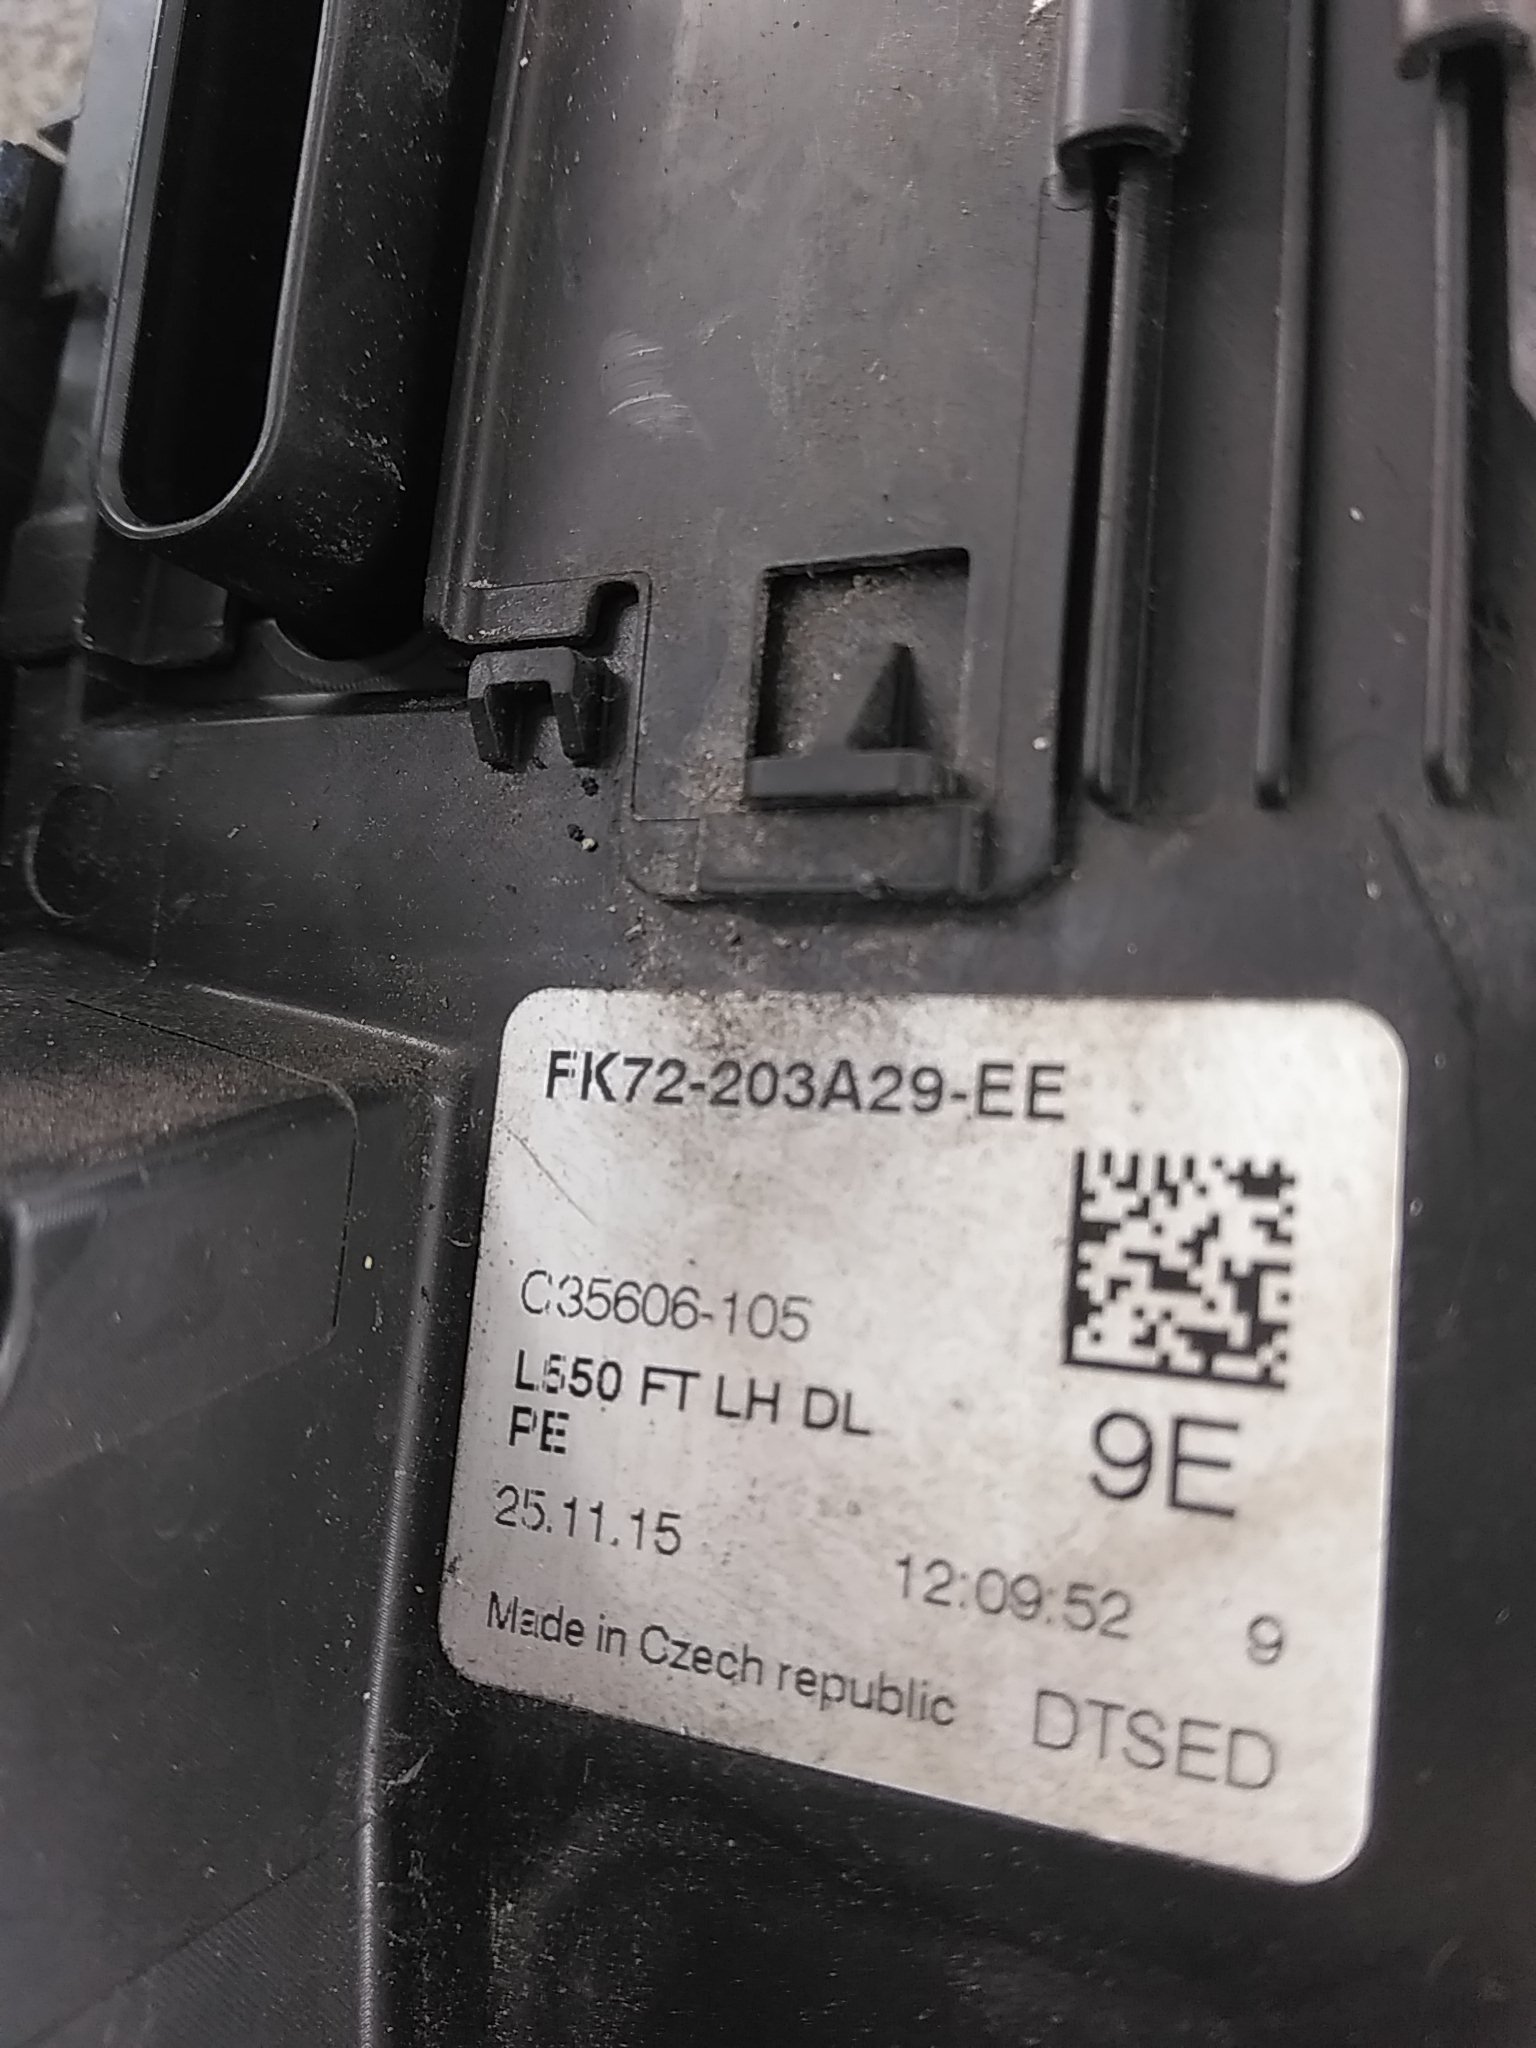 FK72-203A29-EE
C35606-105
L550 FT LH DL
PE
9E
25.11.15
12:09:52 9
Made in Czech republic DTSED